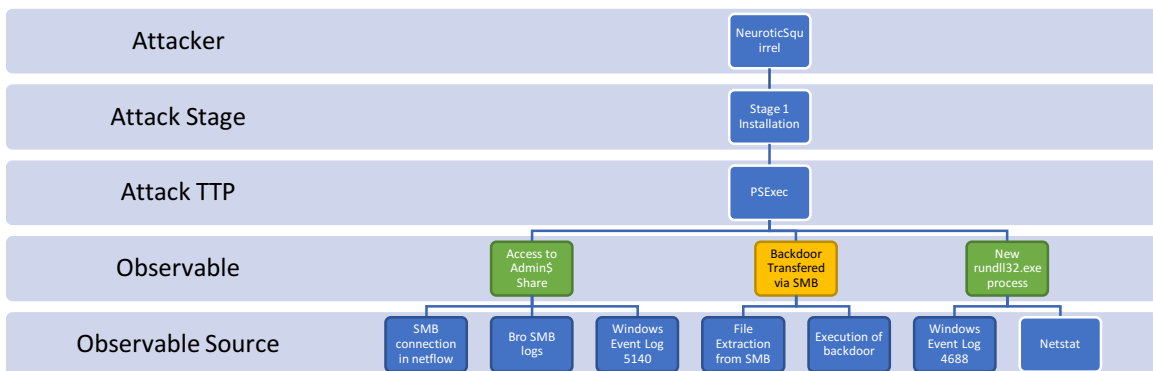 Attacker
NeuroticSqu
irrel
Attack Stage
Stage 1
Installation
Attack TTP
PSExec
Observable
Access to
Admin$
Share
Backdoor
Transfered
via SMB
New
rundll32.exe
process
Observable Source
SMB
connection
in netflow
Bro SMB
logs
Windows
Event Log
5140
File
Extraction
from SMB
Execution of
backdoor
Windows
Event Log
4688
Netstat